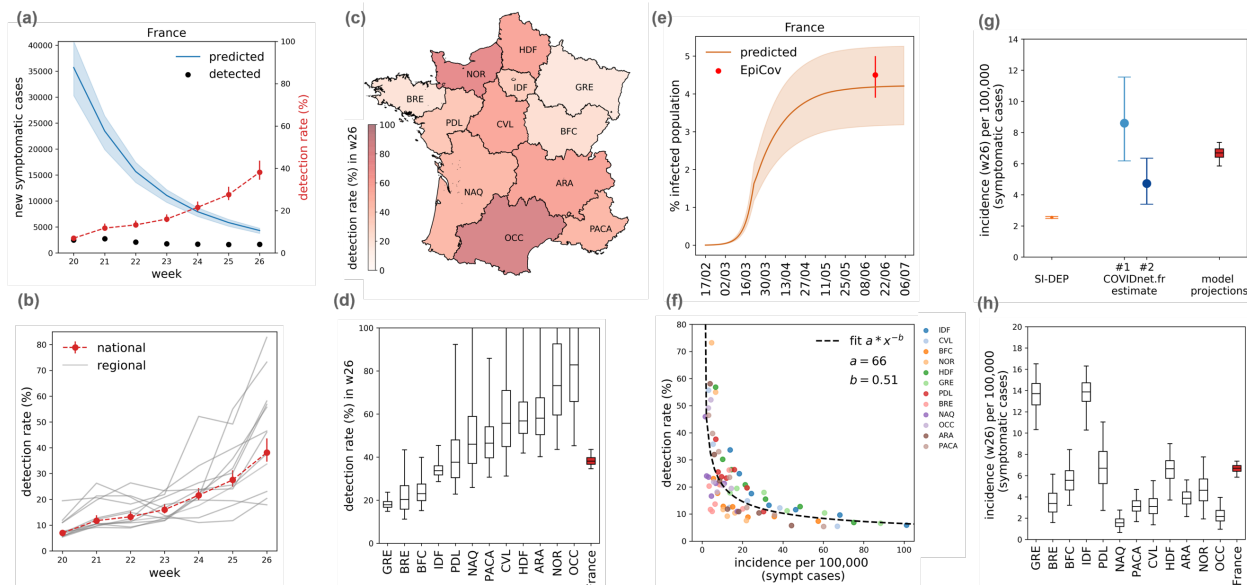 (a)
France
new symptomatic cases
40000
35000
30000
25000
20000
15000
10000
5000
0
predicted
detected
100
80
60
40
20
0
detection rate (%)
20 21 22 23 24 25 26
week
(b)
detection rate (%)
80
70
60
50
40
30
20
10
0
national
regional
20 21 22 23 24 25 26
week
(c)
HDF
NOR
IDF
GRE
BRE
PDL
CVL
BFC
NAQ
ARA
OCC
PACA
detection rate (%) in w26
100
80
60
40
20
0
(d)
detection rate (%) in w26
100
80
60
40
20
0
GRE
BRE
BFC
IDF
PDL
NAQ
PACA
CVL
HDF
ARA
NOR
OCC
France
(e)
France
% infected population
5
4
3
2
1
0
predicted
EpiCov
17/02
02/03
16/03
30/03
13/04
27/04
11/05
25/05
08/06
22/06
06/07
(f)
detection rate (%)
80
70
60
50
40
30
20
10
0
fit a * x⁻ᵇ
a = 66
b = 0.51
0 20 40 60 80 100
incidence per 100,000
(sympt cases)
IDF
CVL
BFC
NOR
HDF
GRE
PDL
BRE
NAQ
OCC
ARA
PACA
(g)
incidence (w26) per 100,000
(symptomatic cases)
14
12
10
8
6
4
2
0
SI-DEP
#1 #2
COVIDnet.fr
estimate
model
projections
(h)
incidence (w26) per 100,000
(symptomatic cases)
20
18
16
14
12
10
8
6
4
2
0
GRE
BRE
BFC
IDF
PDL
NAQ
PACA
CVL
HDF
ARA
NOR
OCC
France